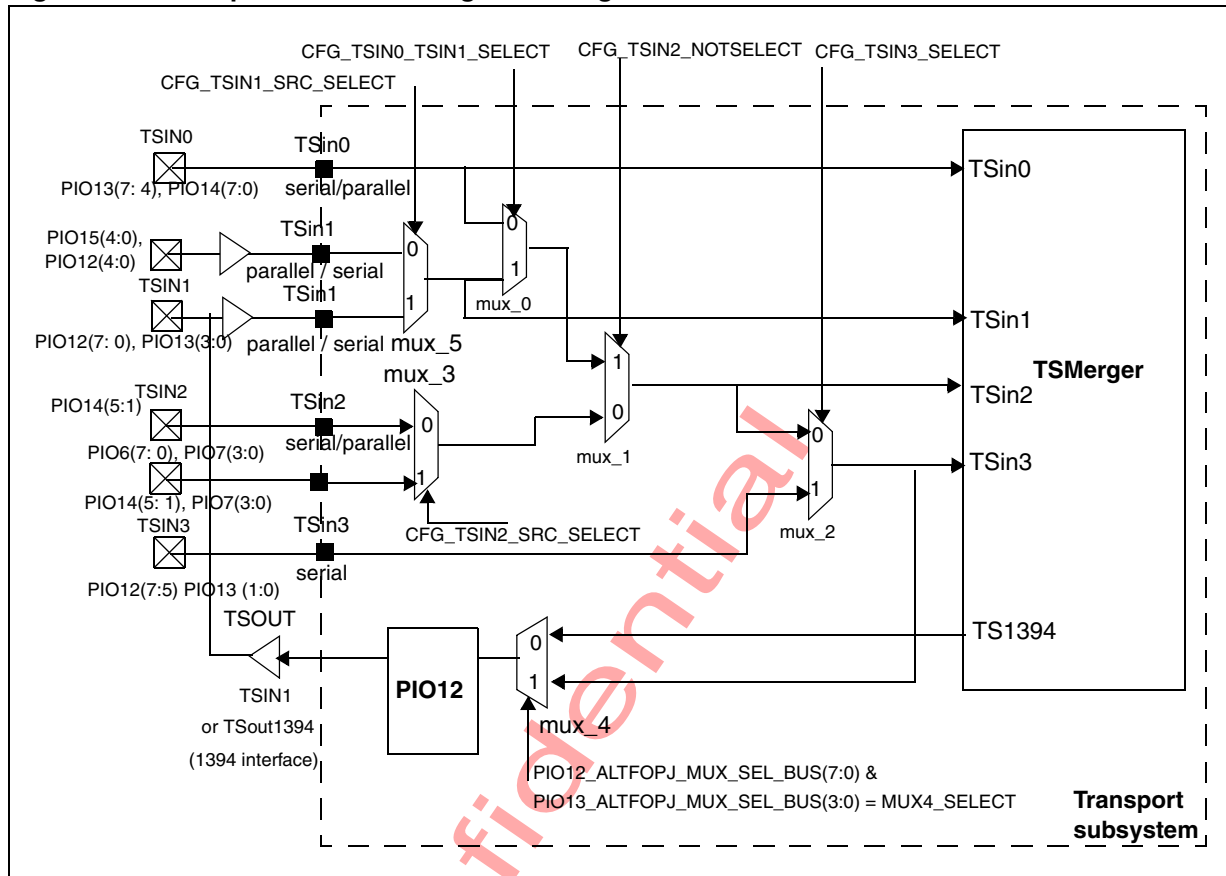 CFG_TSIN0_TSIN1_SELECT
CFG_TSIN2_NOTSELECT
CFG_TSIN3_SELECT
CFG_TSIN1_SRC_SELECT
TSIN0
TSin0
TSin0
PIO13(7: 4), PIO14(7:0)
serial/parallel
0
PIO15(4:0),
PIO12(4:0)
TSin1
0
1
parallel / serial
mux_0
TSIN1
TSin1
1
TSin1
PIO12(7: 0), PIO13(3:0)
parallel / serial
mux_5
mux_3
1
TSMerger
TSIN2
PIO14(5:1)
TSin2
0
TSin2
0
serial/parallel
mux_1
0
PIO6(7: 0), PIO7(3:0)
TSin3
1
1
PIO14(5: 1), PIO7(3:0)
TSIN3
TSin3
CFG_TSIN2_SRC_SELECT
mux_2
serial
PIO12(7:5) PIO13 (1:0)
TSOUT
0
TS1394
1
TSIN1
PIO12
or TSout1394
mux_4
(1394 interface)
PIO12_ALTFOPJ_MUX_SEL_BUS(7:0) &
PIO13_ALTFOPJ_MUX_SEL_BUS(3:0) = MUX4_SELECT
Transport
subsystem
fidential